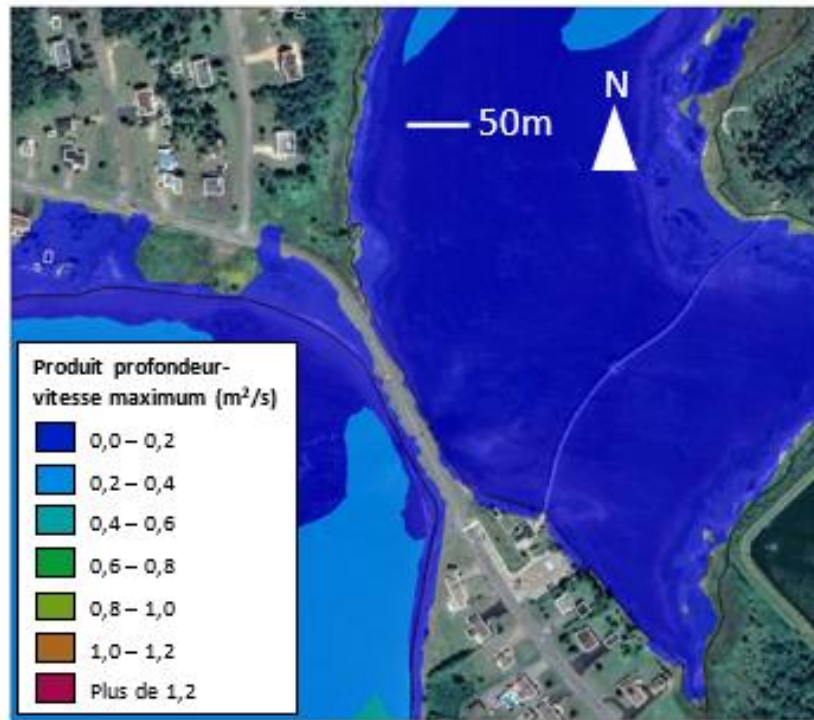 N
50m
Produit profondeur-
vitesse maximum (m²/s)
0,0 – 0,2
0,2 – 0,4
0,4 – 0,6
0,6 – 0,8
0,8 – 1,0
1,0 – 1,2
Plus de 1,2